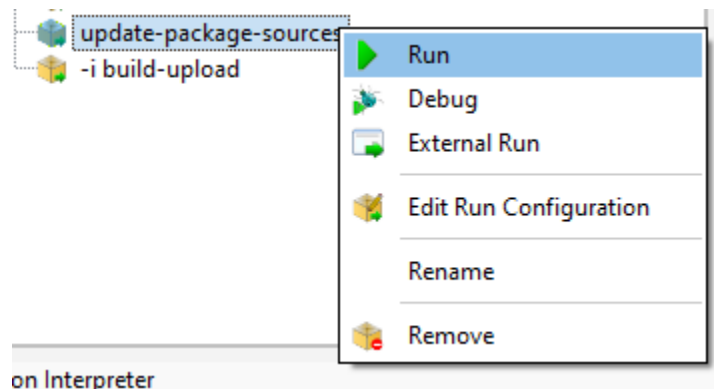 update-package-sources
-i build-upload
Run
Debug
External Run
Edit Run Configuration
Rename
Remove
on Interpreter